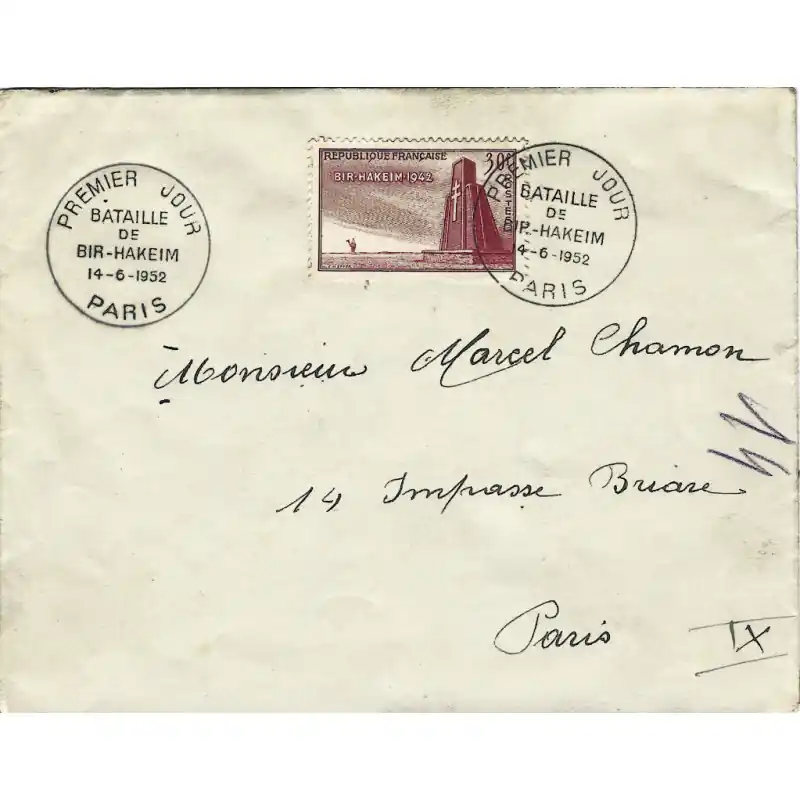 PREMIER JOUR
BATAILLE
DE
BIR-HAKEIM
14-6-1952
PARIS
REPUBLIQUE FRANÇAISE
BIR-HAKEIM-1942
POSTES
PREMIER JOUR
BATAILLE
DE
BIR-HAKEIM
14-6-1952
PARIS
Monsieur Marcel Chamon
14 Impasse Briare
Paris IX